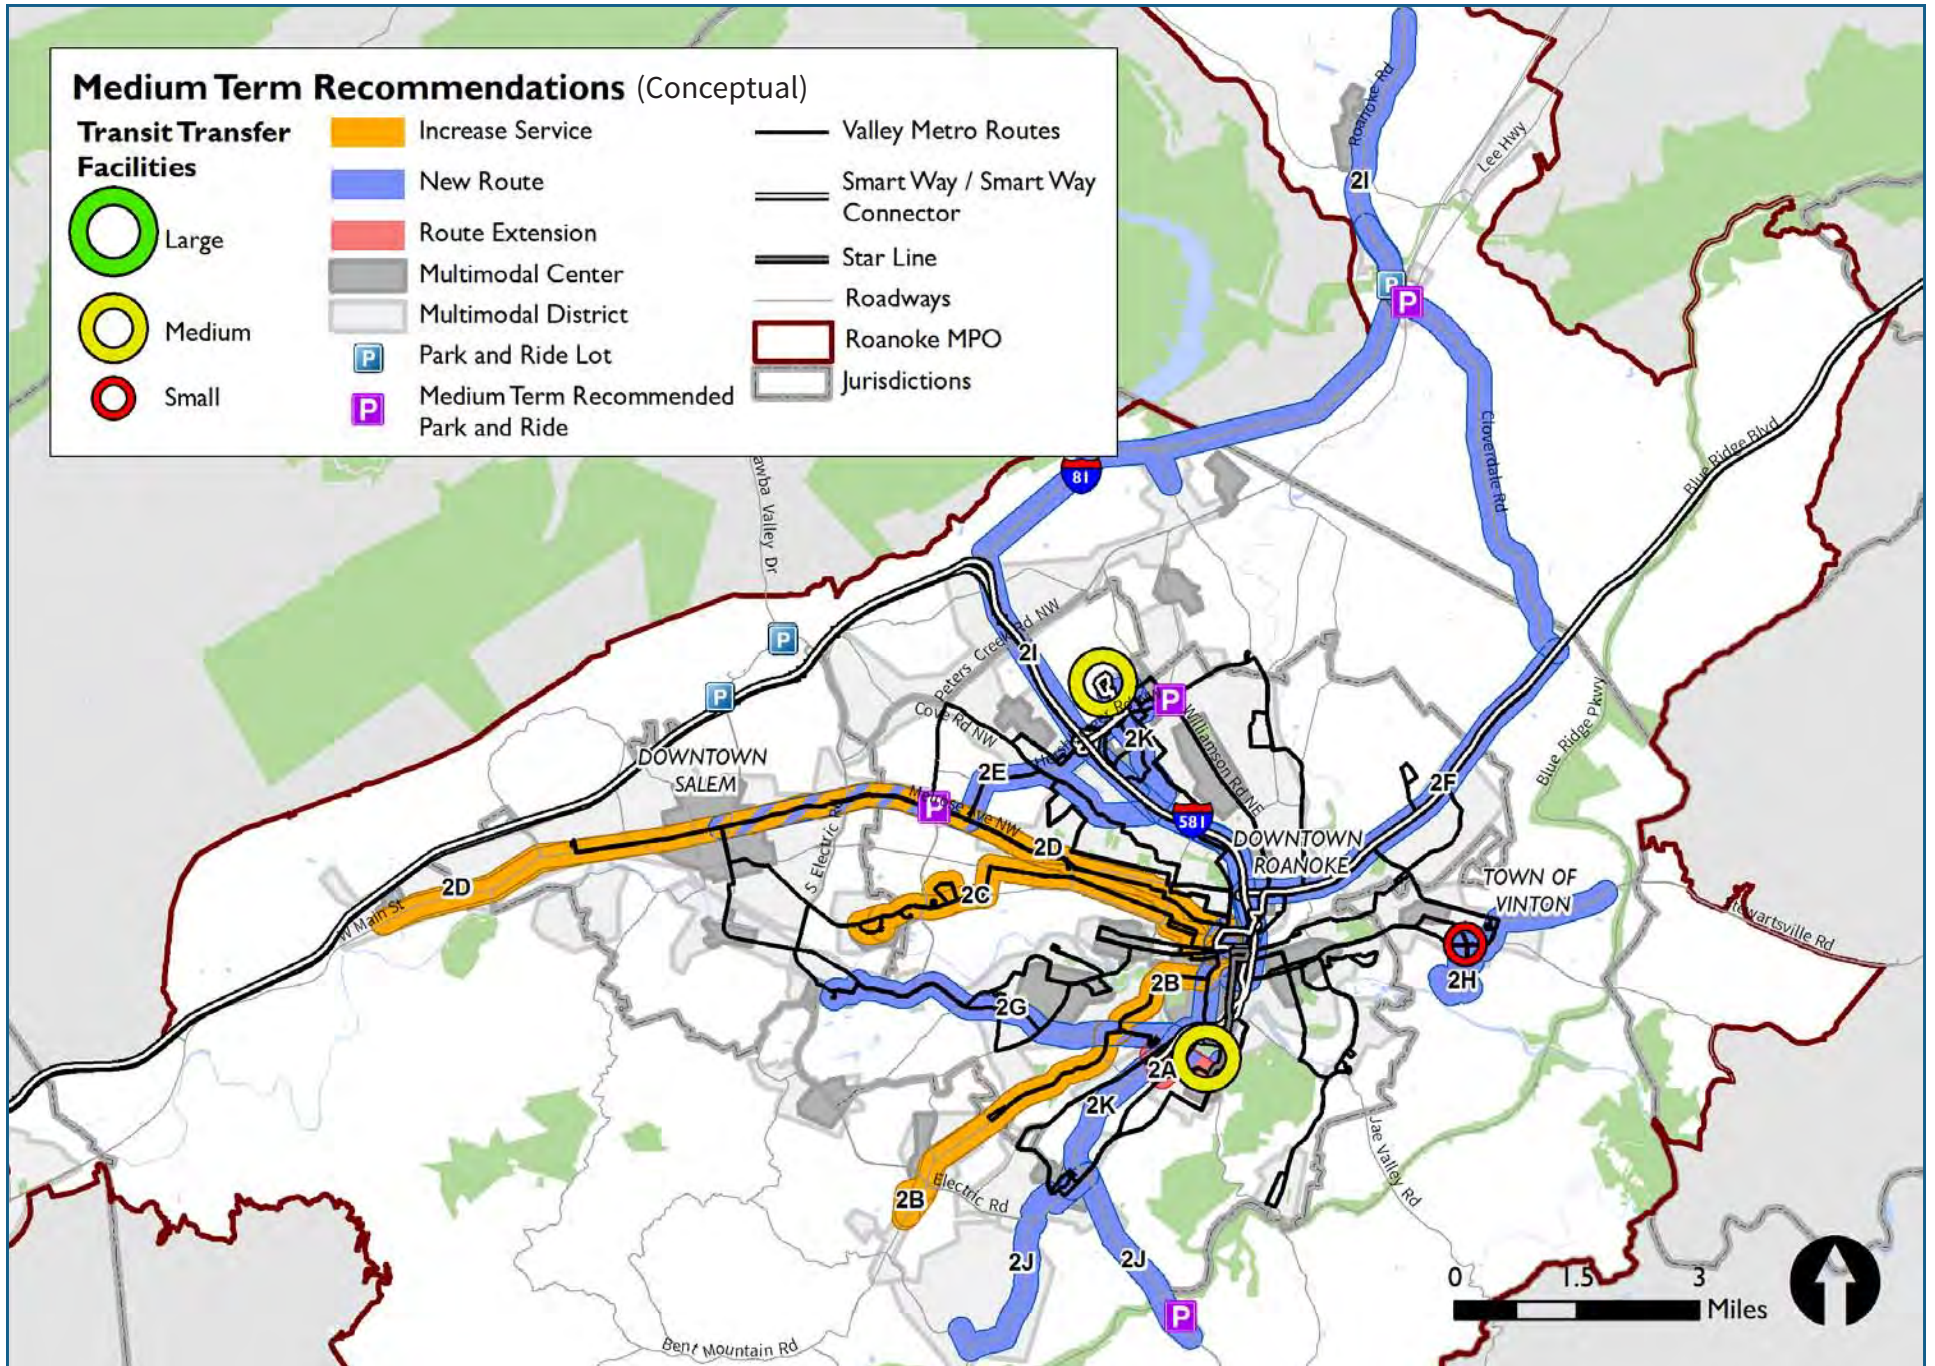 Medium Term Recommendations (Conceptual)
Transit Transfer
Facilities
Large
Medium
Small
Increase Service
New Route
Route Extension
Multimodal Center
Multimodal District
P
Park and Ride Lot
P
Medium Term Recommended
Park and Ride
Valley Metro Routes
Smart Way / Smart Way
Connector
Star Line
Roadways
Roanoke MPO
Jurisdictions
Roanoke Rd
Lee Hwy
2I
P
P
Cloverdale Rd
Blue Ridge Blvd
81
awba Valley Dr
P
P
Peters Creek Rd NW
2I
Cove Rd NW
P
2K
Williamson Rd NE
Blue Ridge Pkwy
DOWNTOWN
SALEM
2E
2F
P
Melrose Ave NW
581
S Electric Rd
2D
DOWNTOWN
ROANOKE
2D
2C
TOWN OF
VINTON
W Main St
Stewartsville Rd
2H
2B
2G
2A
2K
Jae Valley Rd
2B
Electric Rd
2J
2J
P
Bent Mountain Rd
0
1.5
3
Miles